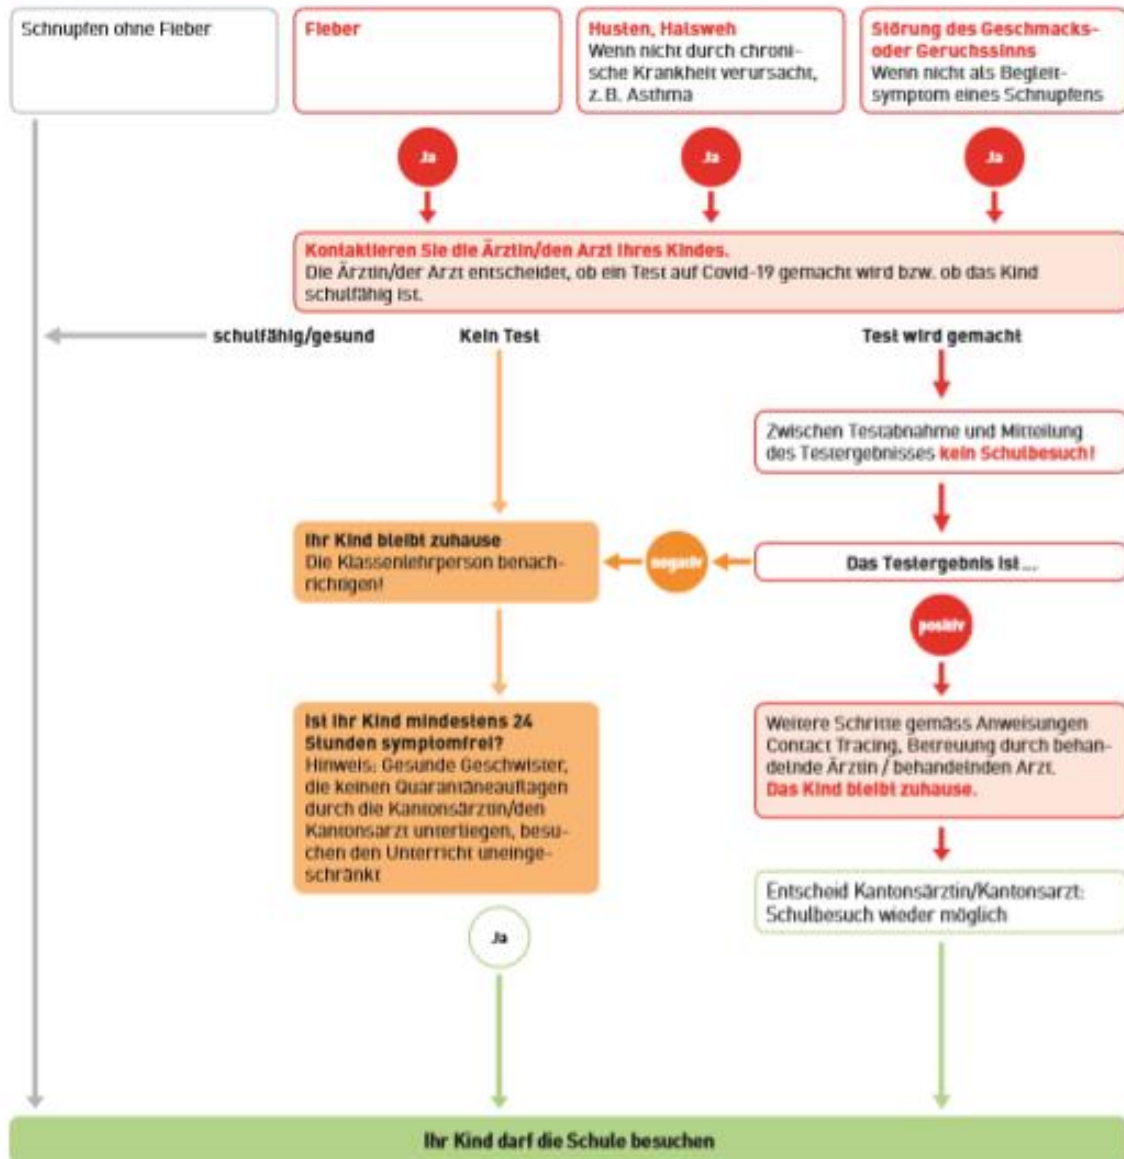 Schnupfen ohne Fieber
Fieber
Husten, Halsweh
Wenn nicht durch chroni-
sche Krankheit verursacht,
z. B. Asthma
Störung des Geschmacks-
oder Geruchssinns
Wenn nicht als Begleit-
symptom eines Schnupfens
Ja
Ja
Ja
Kontaktieren Sie die Ärztin/den Arzt Ihres Kindes.
Die Ärztin/der Arzt entscheidet, ob ein Test auf Covid-19 gemacht wird bzw. ob das Kind
schulfähig ist.
schulfähig/gesund
Kein Test
Test wird gemacht
Zwischen Testabnahme und Mitteilung
des Testergebnisses kein Schulbesuch!
Ihr Kind bleibt zuhause
Die Klassenlehrperson benach-
richtigen!
negativ
Das Testergebnis ist ...
positiv
Ist Ihr Kind mindestens 24
Stunden symptomfrei?
Hinweis: Gesunde Geschwister,
die keinen Quarantäneauflagen
durch die Kantonsärztin/den
Kantonsarzt unterliegen, besu-
chen den Unterricht uneinge-
schränkt
Weitere Schritte gemäss Anweisungen
Contact Tracing, Betreuung durch behan-
delnde Ärztin / behandelnden Arzt.
Das Kind bleibt zuhause.
Entscheid Kantonsärztin/Kantonsarzt:
Schulbesuch wieder möglich
Ja
Ihr Kind darf die Schule besuchen